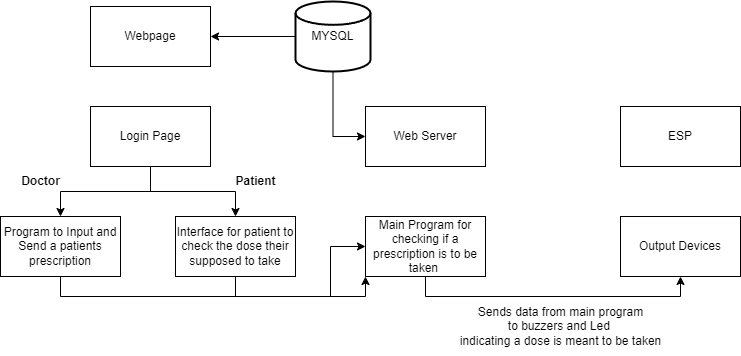 Webpage
MYSQL
Login Page
Web Server
ESP
Doctor
Patient
Program to Input and
Send a patients
prescription
Interface for patient to
check the dose their
supposed to take
Main Program for
checking if a
prescription is to be
taken
Output Devices
Sends data from main program
to buzzers and Led
indicating a dose is meant to be taken